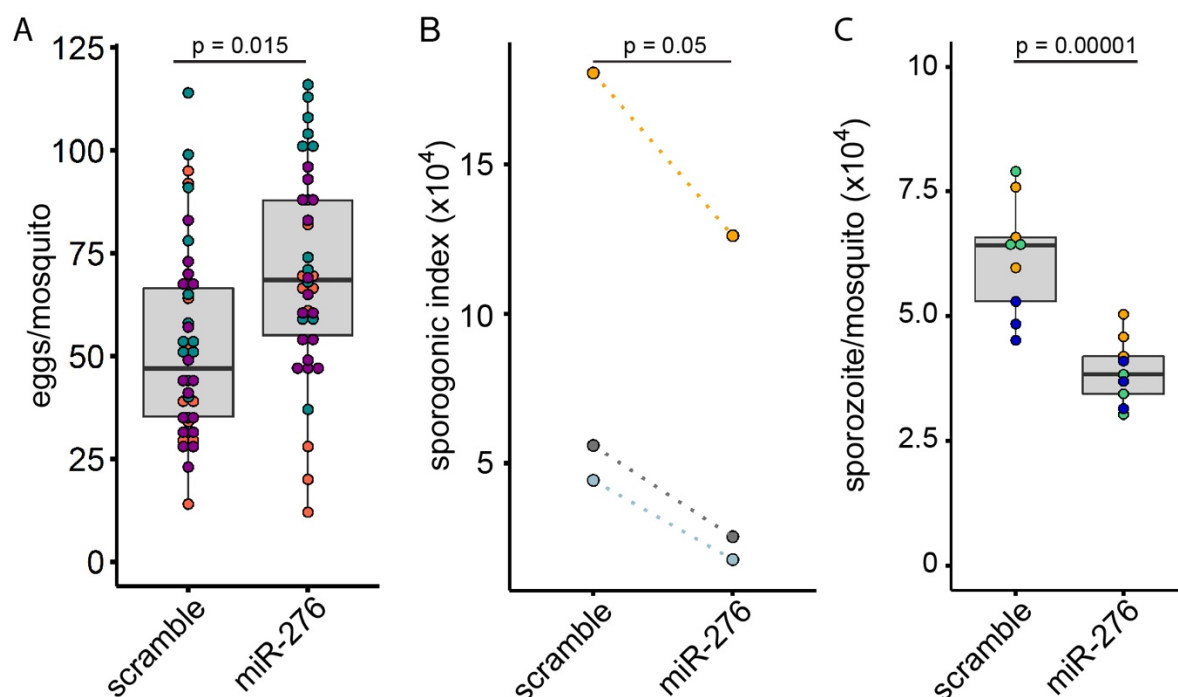 A
p = 0.015
125
100
75
50
25
0
eggs/mosquito
scramble
miR-276
B
p = 0.05
15
10
5
sporogonic index (x10⁴)
scramble
miR-276
C
p = 0.00001
10
7.5
5.0
2.5
0
sporozoite/mosquito (x10⁴)
scramble
miR-276